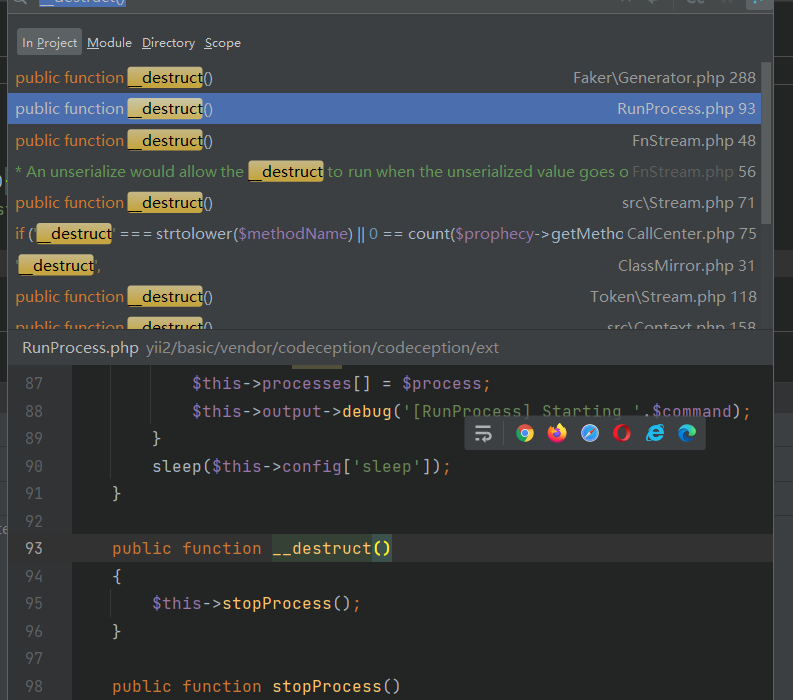 __destruct()
In Project Module Directory Scope
public function __destruct() Faker\Generator.php 288
public function __destruct() RunProcess.php 93
public function __destruct() FnStream.php 48
* An unserialize would allow the __destruct to run when the unserialized value goes o FnStream.php 56
public function __destruct() src\Stream.php 71
if ('__destruct' === strtolower($methodName) || 0 == count($prophecy->getMetho CallCenter.php 75
'__destruct', ClassMirror.php 31
public function __destruct() Token\Stream.php 118
public function __destruct() src\Context.php 158
RunProcess.php yii2/basic/vendor/codeception/codeception/ext
87 $this->processes[] = $process;
88 $this->output->debug('[RunProcess] Starting '.$command);
89 }
90 sleep($this->config['sleep']);
91 }
92
93 public function __destruct()
94 {
95 $this->stopProcess();
96 }
97
98 public function stopProcess()